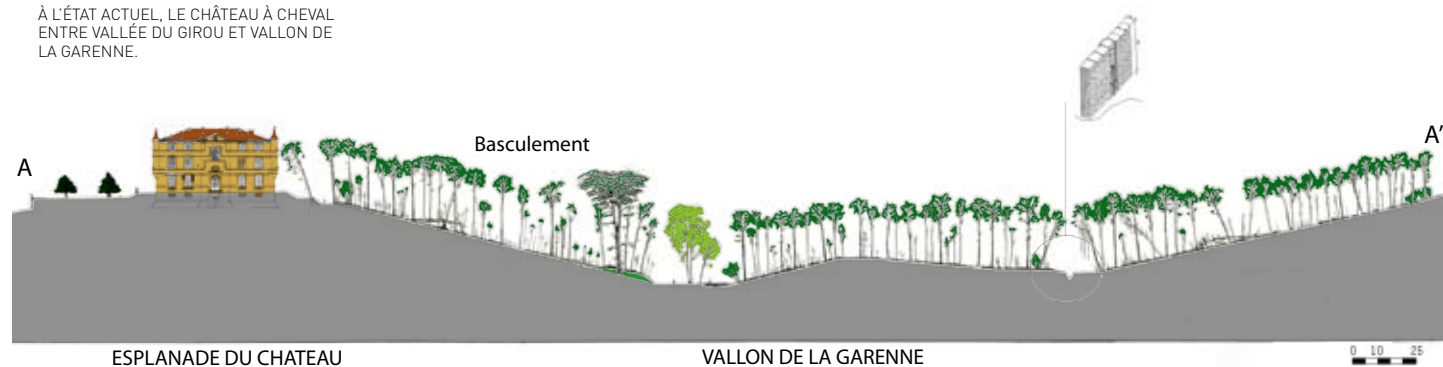 À L'ÉTAT ACTUEL, LE CHÂTEAU À CHEVAL
ENTRE VALLÉE DU GIROU ET VALLON DE
LA GARENNE.
Basculement
A
A'
ESPLANADE DU CHATEAU
VALLON DE LA GARENNE
0 10 25